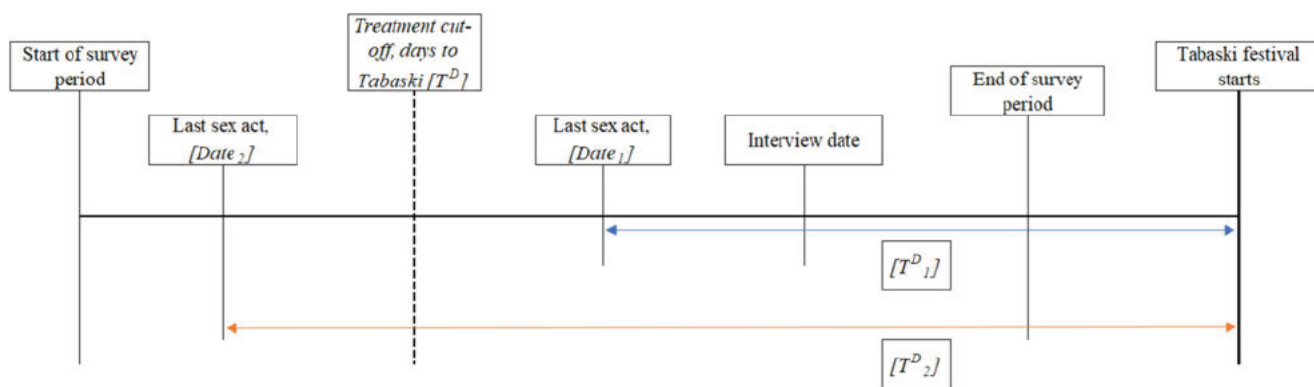 Start of survey
period
Treatment cut-
off, days to
Tabaski [T^D]
Tabaski festival
starts
End of survey
period
Last sex act,
[Date_2]
Last sex act,
[Date_1]
Interview date
[T^D_1]
[T^D_2]